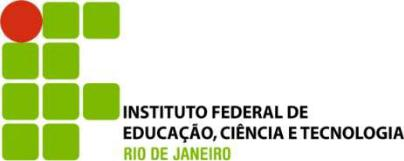 INSTITUTO FEDERAL DE
EDUCAÇÃO, CIÊNCIA E TECNOLOGIA
RIO DE JANEIRO